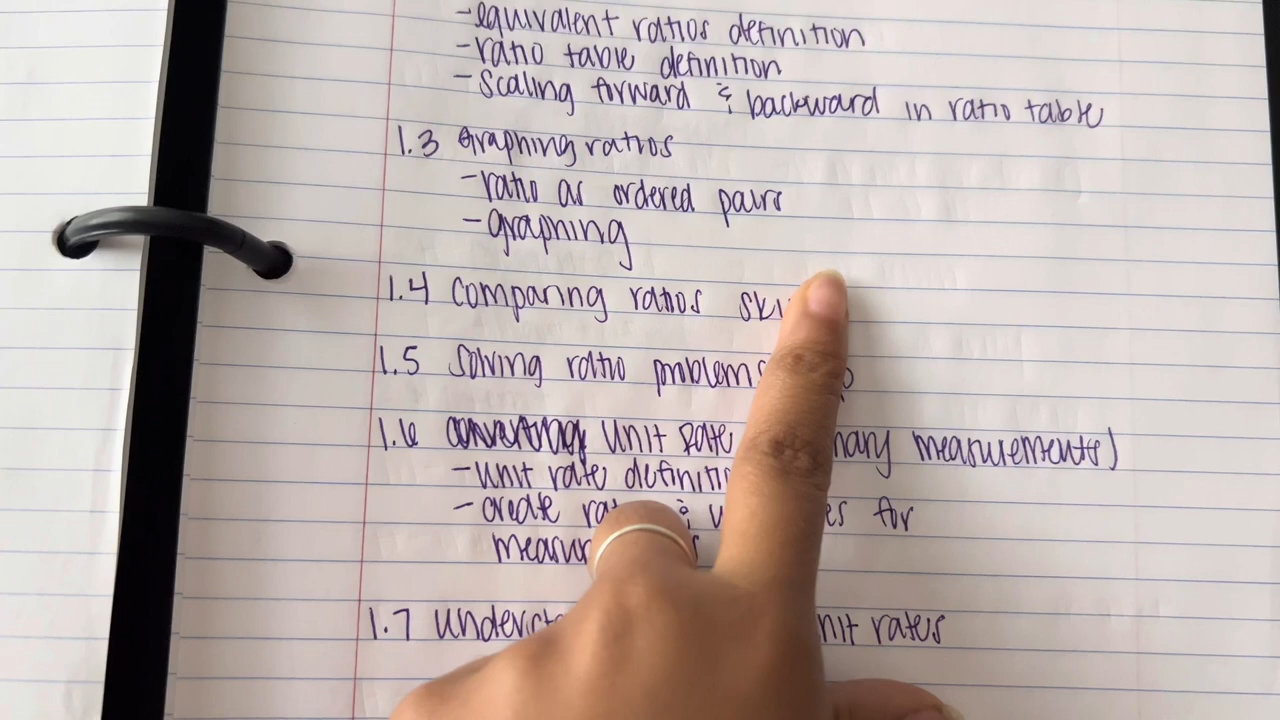 - equivalent ratios definition
- ratio table definition
- scaling forward & backward in ratio table
1.3 Graphing ratios
- ratio as ordered pairs
- graphing
1.4 comparing ratios
1.5 Solving ratio problems
1.6 unit rate measurements)
- unit rate definition
- create for
1.7 unit rates